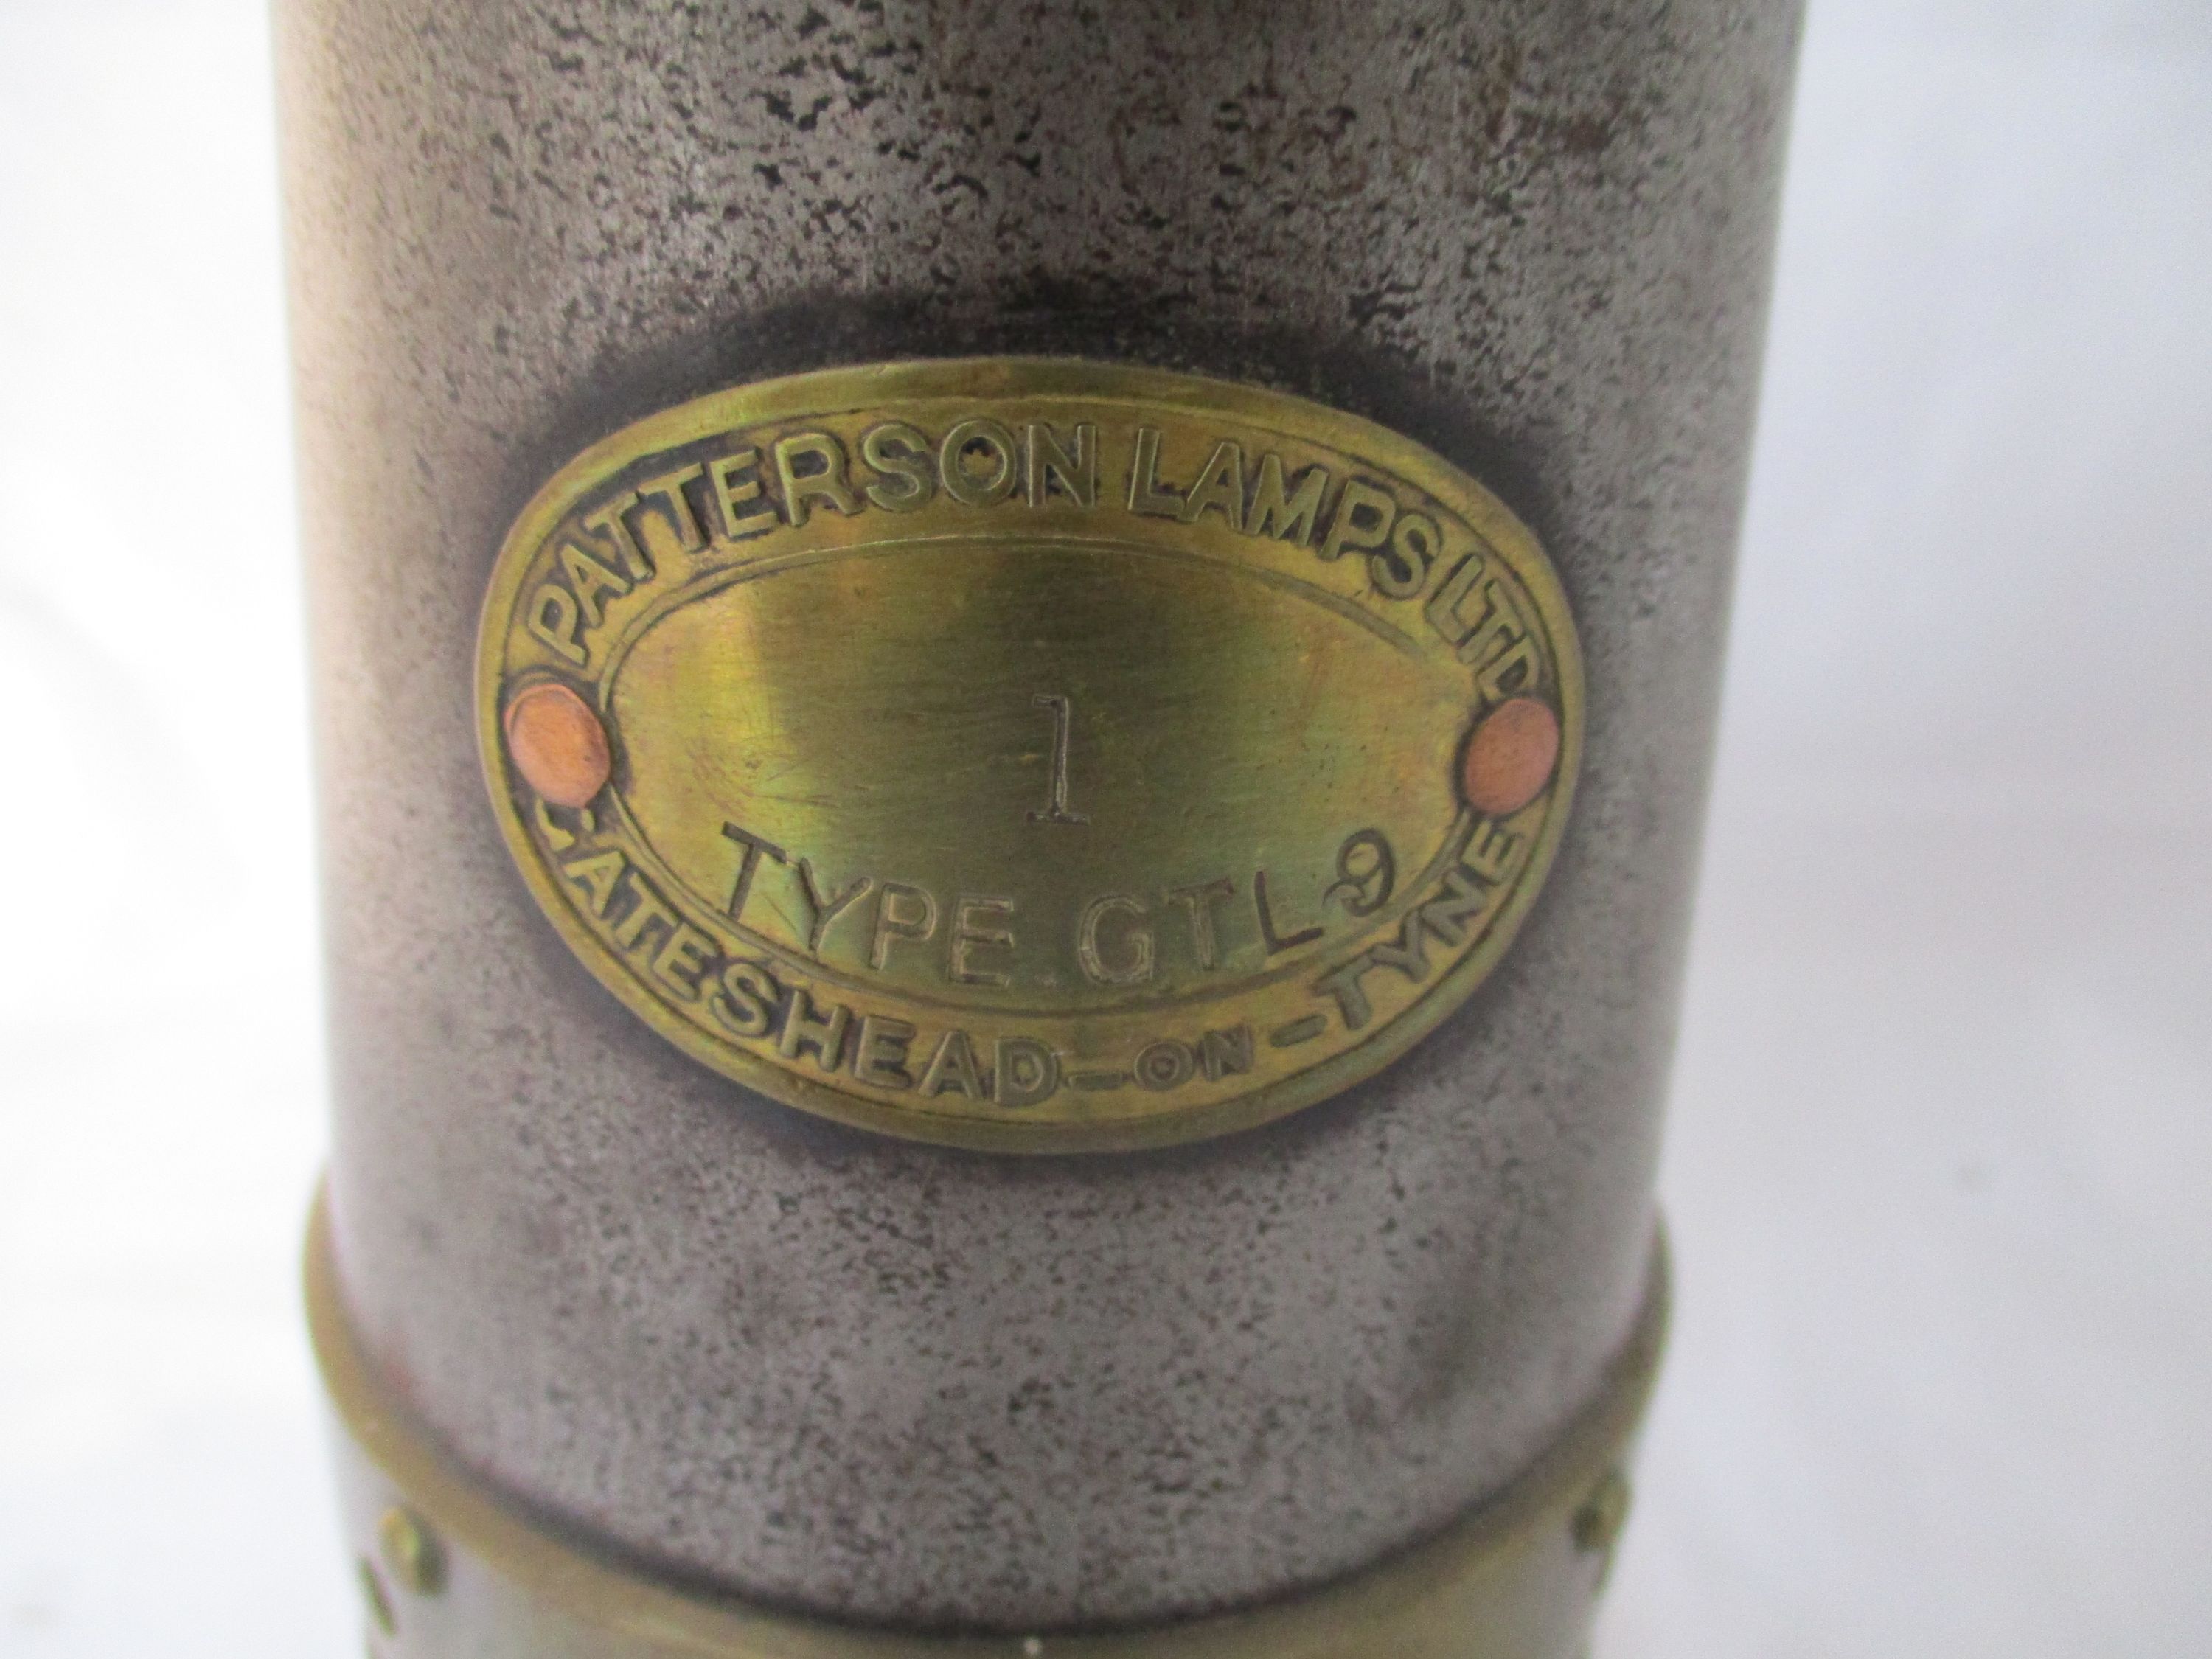 PATTERSON LAMPS LTD
1
TYPE.GTL9
GATESHEAD-ON-TYNE